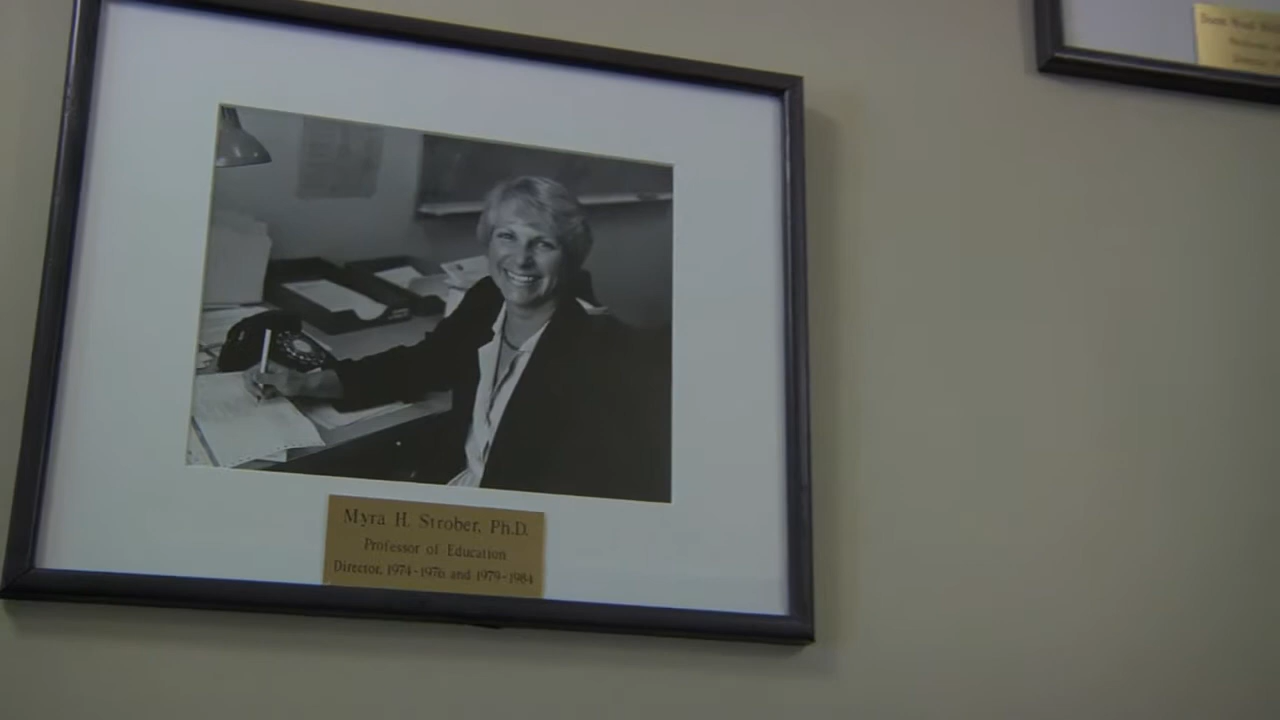 Myra H. Strober, Ph.D.
Professor of Education
Director, 1974-1976 and 1979-1984